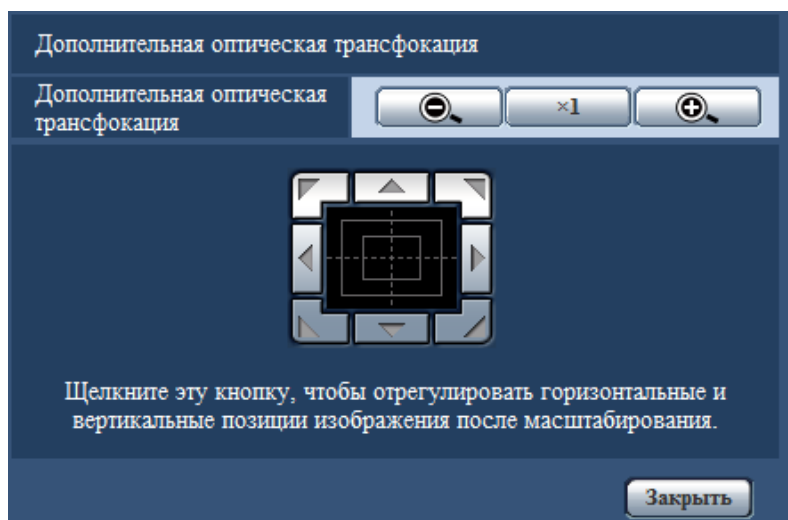 Дополнительная оптическая трансфокация
Дополнительная оптическая
трансфокация
×1
Щелкните эту кнопку, чтобы отрегулировать горизонтальные и
вертикальные позиции изображения после масштабирования.
Закрыть